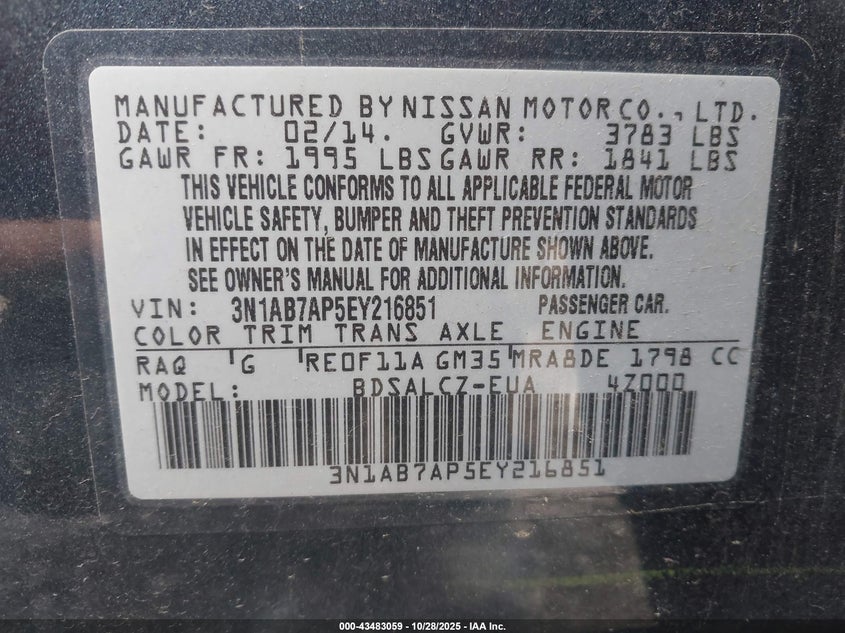 MANUFACTURED BY NISSAN MOTOR CO., LTD.
DATE: 02/14. GVWR: 3783 LBS
GAWR FR: 1995 LBS GAWR RR: 1841 LBS
THIS VEHICLE CONFORMS TO ALL APPLICABLE FEDERAL MOTOR
VEHICLE SAFETY, BUMPER AND THEFT PREVENTION STANDARDS
IN EFFECT ON THE DATE OF MANUFACTURE SHOWN ABOVE.
SEE OWNER'S MANUAL FOR ADDITIONAL INFORMATION.
VIN: 3N1AB7AP5EY216851 PASSENGER CAR.
COLOR TRIM TRANS AXLE ENGINE
RAQ G RE0F11A GM35 MRA8DE 1798 CC
MODEL: BDSALCZ-EUA 4Z000
3N1AB7AP5EY216851
000-43483059 - 10/28/2025 - IAA Inc.